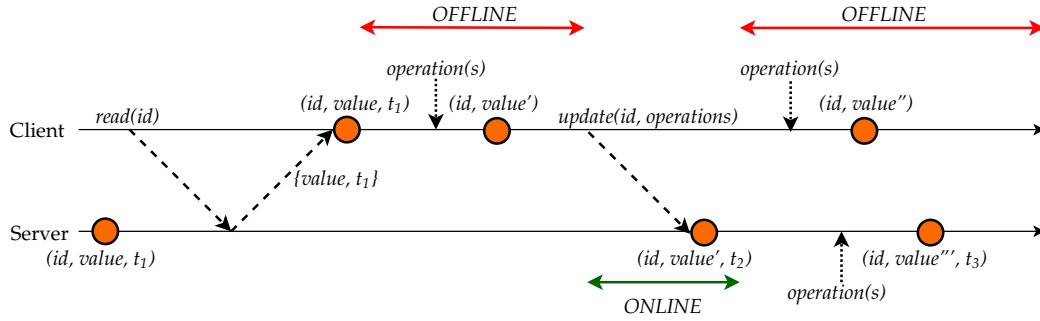 OFFLINE
OFFLINE
operation(s)
operation(s)
(id, value, t₁)
(id, value')
(id, value'')
read(id)
update(id, operations)
Client
{value, t₁}
Server
(id, value, t₁)
(id, value', t₂)
(id, value''', t₃)
operation(s)
ONLINE